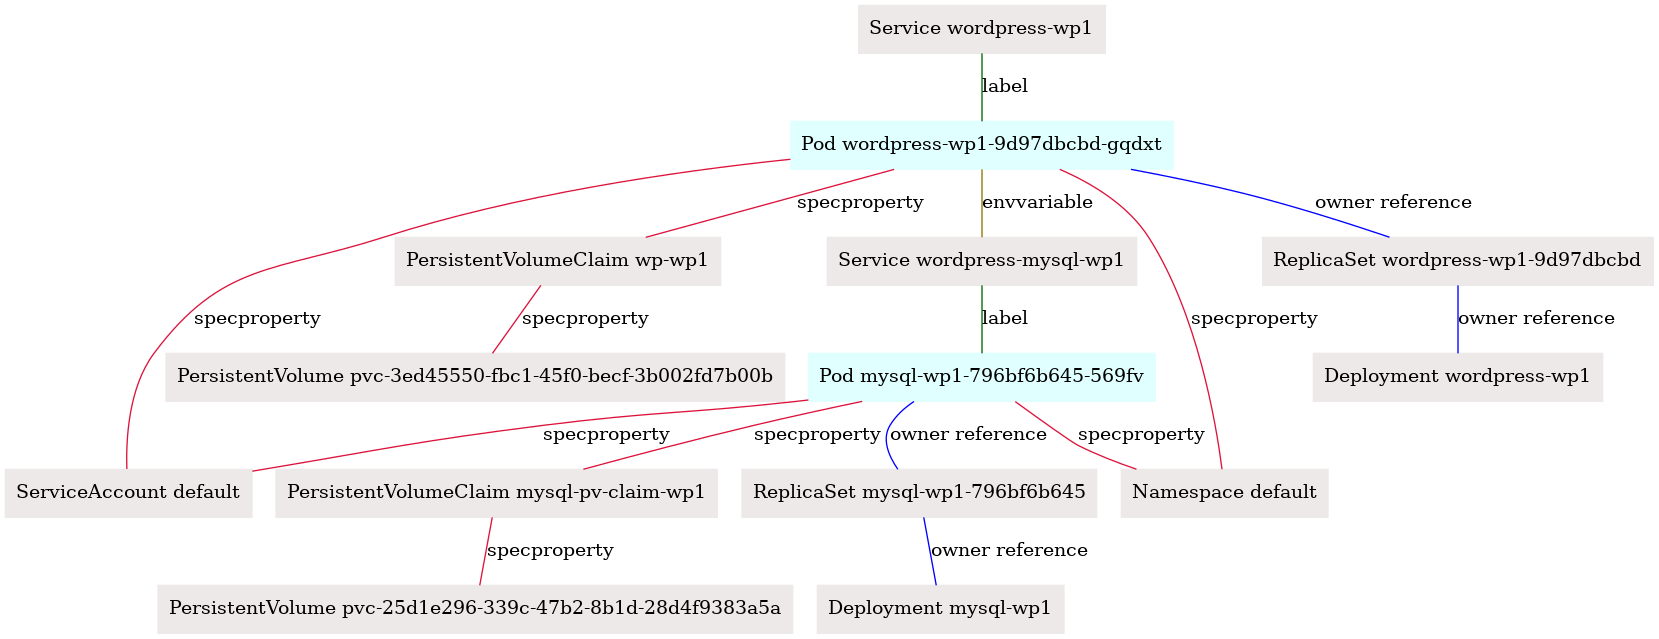 Service wordpress-wp1
label
Pod wordpress-wp1-9d97dbcbd-gqdxt
specproperty
envvariable
owner reference
PersistentVolumeClaim wp-wp1
Service wordpress-mysql-wp1
ReplicaSet wordpress-wp1-9d97dbcbd
specproperty
specproperty
label
specproperty
owner reference
PersistentVolume pvc-3ed45550-fbc1-45f0-becf-3b002fd7b00b
Pod mysql-wp1-796bf6b645-569fv
Deployment wordpress-wp1
specproperty
specproperty
owner reference
specproperty
ServiceAccount default
PersistentVolumeClaim mysql-pv-claim-wp1
ReplicaSet mysql-wp1-796bf6b645
Namespace default
specproperty
owner reference
PersistentVolume pvc-25d1e296-339c-47b2-8b1d-28d4f9383a5a
Deployment mysql-wp1